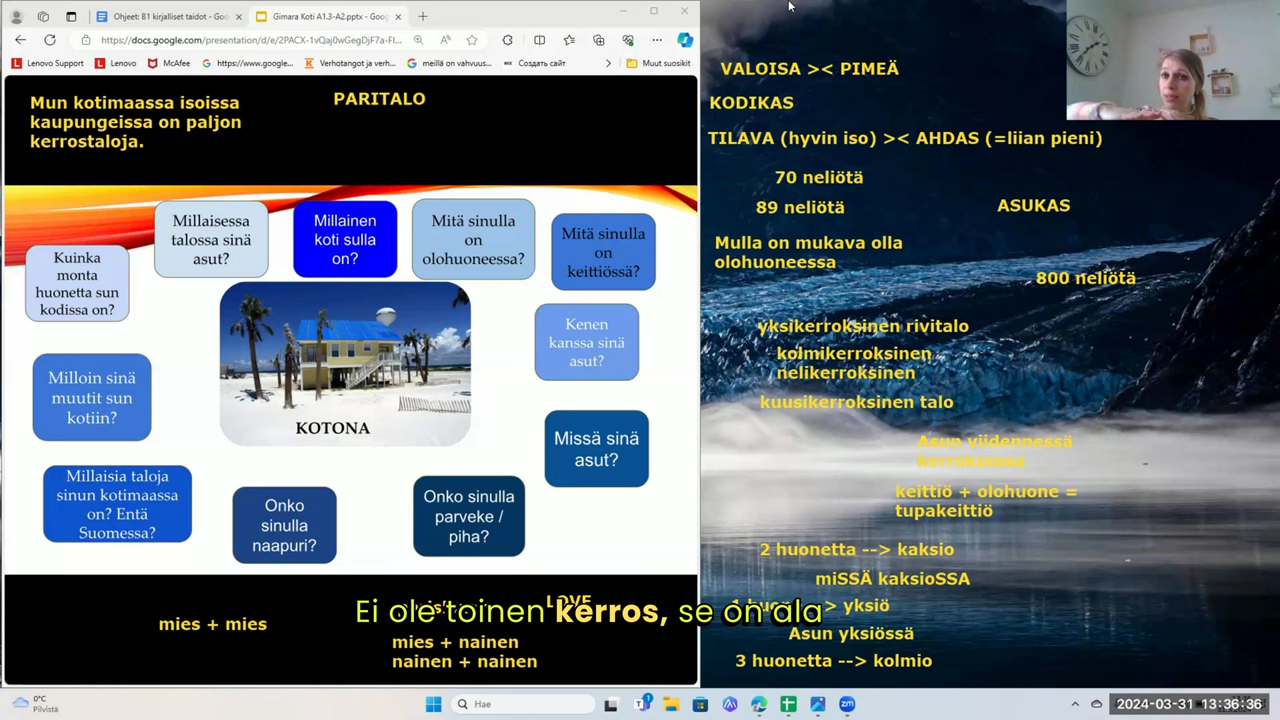 Ohjeet: B1 kirjalliset taidot - Goo
Gimara Koti A1.3-A2.pptx - Goog
https://docs.google.com/presentation/d/e/2PACX-1vQaj0wGegDjF7a-Fl...
Lenovo Support
Lenovo
McAfee
https://www.google...
Verhotangot ja verh...
meillä on vahvuus...
Создать сайт
Muut suosikit
Mun kotimaassa isoissa
kaupungeissa on paljon
kerrostaloja.
PARITALO
Millaisessa
talossa sinä
asut?
Millainen
koti sulla
on?
Mitä sinulla
on
olohuoneessa?
Mitä sinulla
on
keittiössä?
Kuinka
monta
huonetta sun
kodissa on?
Kenen
kanssa sinä
asut?
Milloin sinä
muutit sun
kotiin?
KOTONA
Missä sinä
asut?
Millaisia taloja
sinun kotimaassa
on? Entä
Suomessa?
Onko
sinulla
naapuri?
Onko sinulla
parveke /
piha?
LOVE
mies + mies
mies + nainen
nainen + nainen
VALOISA >< PIMEÄ
KODIKAS
TILAVA (hyvin iso) >< AHDAS (=liian pieni)
70 neliötä
89 neliötä
ASUKAS
Mulla on mukava olla
olohuoneessa
800 neliötä
yksikerroksinen rivitalo
kolmikerroksinen
nelikerroksinen
kuusikerroksinen talo
Asun viidennessä
kerroksessa
keittiö + olohuone =
tupakeittiö
2 huonetta --> kaksio
miSSÄ kaksioSSA
> yksiö
Asun yksiössä
3 huonetta --> kolmio
Ei ole toinen kerros, se on ala
0°C
Pilvistä
Hae
2024-03-31 13:36:36